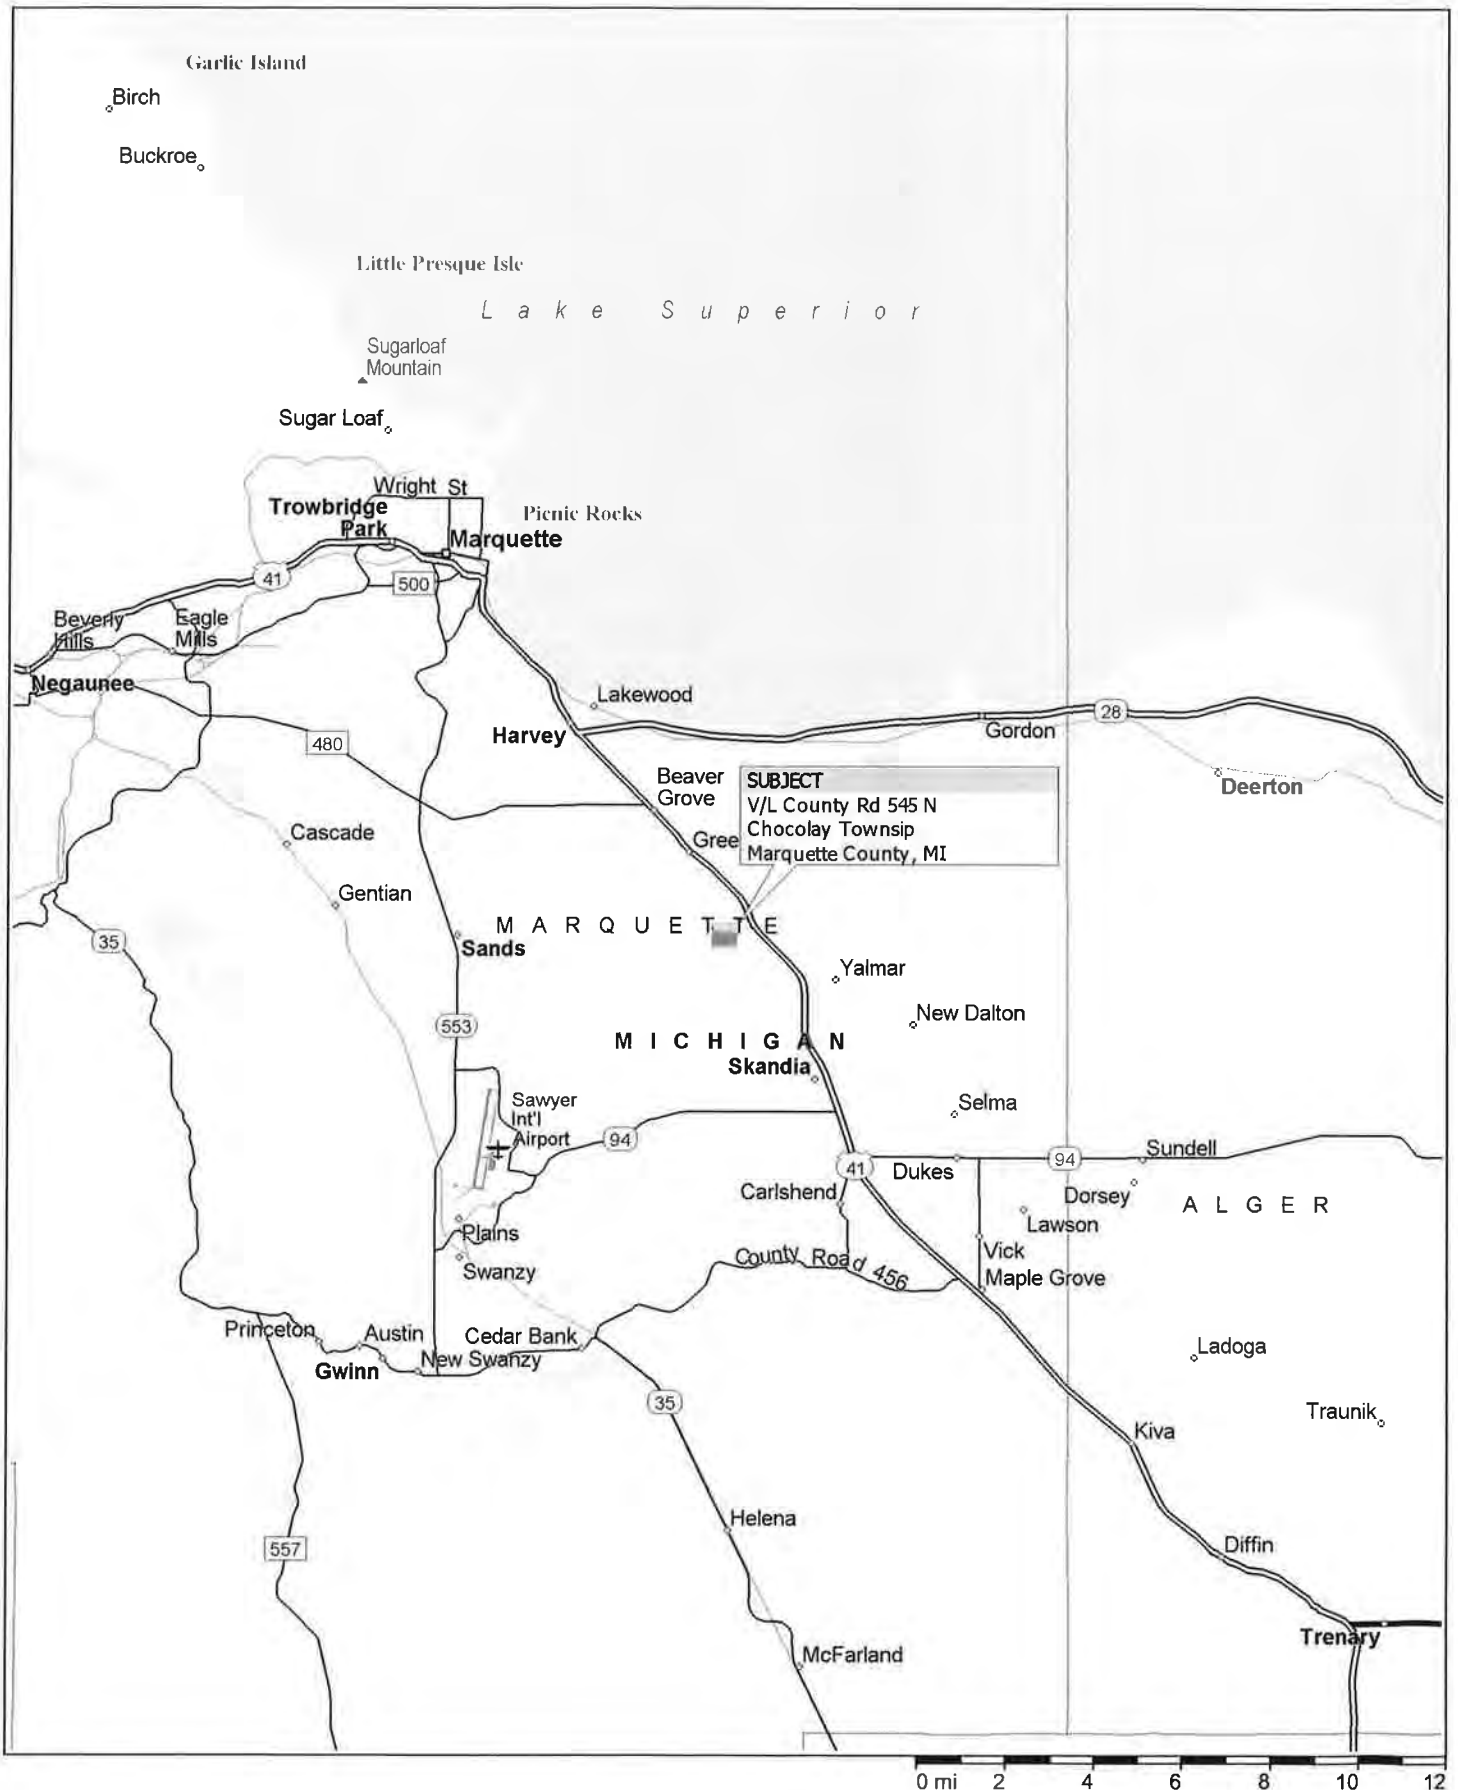 Garlic Island
Birch
Buckroe
Little Presque Isle
Lake Superior
Sugarloaf
Mountain
Sugar Loaf
Wright St
Trowbridge
Park
Picnic Rocks
Marquette
41
500
Beverly
Hills
Eagle
Mills
Negaunee
Lakewood
28
Gordon
Harvey
480
Beaver
Grove
Deerton
SUBJECT
V/L County Rd 545 N
Chocolay Townsip
Marquette County, MI
Gree
Cascade
Gentian
MARQUETTE
35
Sands
Yalmar
New Dalton
553
MICHIGAN
Skandia
Sawyer
Int'l
Airport
Selma
94
Sundell
94
41
Dukes
Carlshend
Dorsey
ALGER
Lawson
Plains
Vick
County Road 456
Swanzy
Maple Grove
Princeton
Austin
Cedar Bank
New Swanzy
Gwinn
Ladoga
35
Traunik
Kiva
Helena
557
Diffin
Trenary
McFarland
0 mi 2 4 6 8 10 12